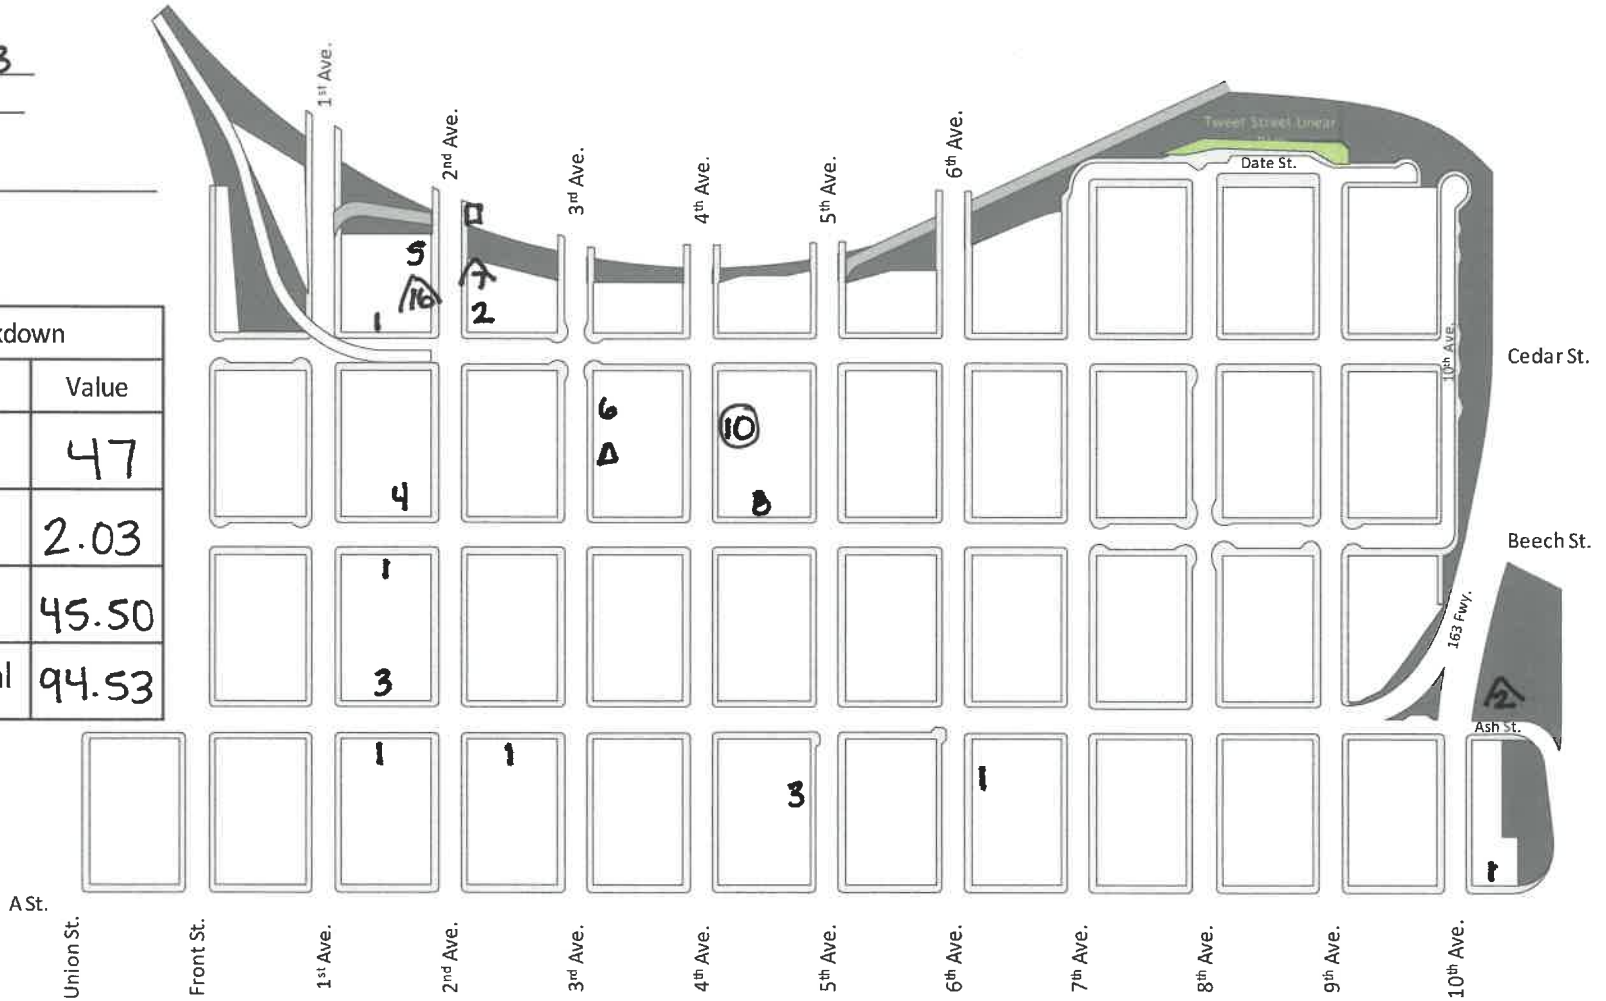 3
1st Ave.
2nd Ave.
3rd Ave.
4th Ave.
5th Ave.
6th Ave.
Tweet Street Linear
Date St.
5
16
1
7
2
10th Ave.
Cedar St.
kdown
Value
47
2.03
45.50
al 94.53
6
10
4
8
Beech St.
1
3
163 Fwy.
2
Ash St.
1
1
3
1
1
A St.
Union St.
Front St.
1st Ave.
2nd Ave.
3rd Ave.
4th Ave.
5th Ave.
6th Ave.
7th Ave.
8th Ave.
9th Ave.
10th Ave.